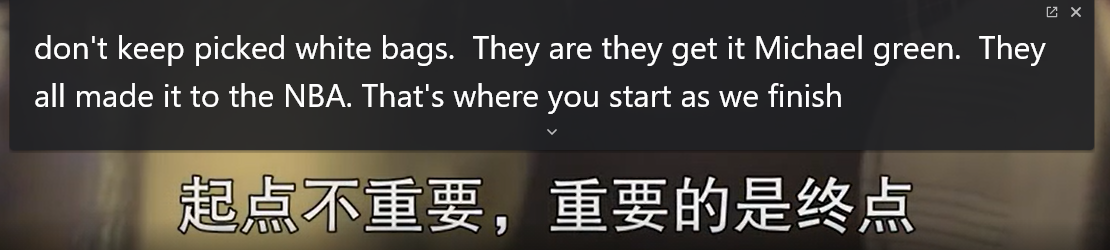 don't keep picked white bags.  They are they get it Michael green.  They
all made it to the NBA. That's where you start as we finish
起点不重要，重要的是终点